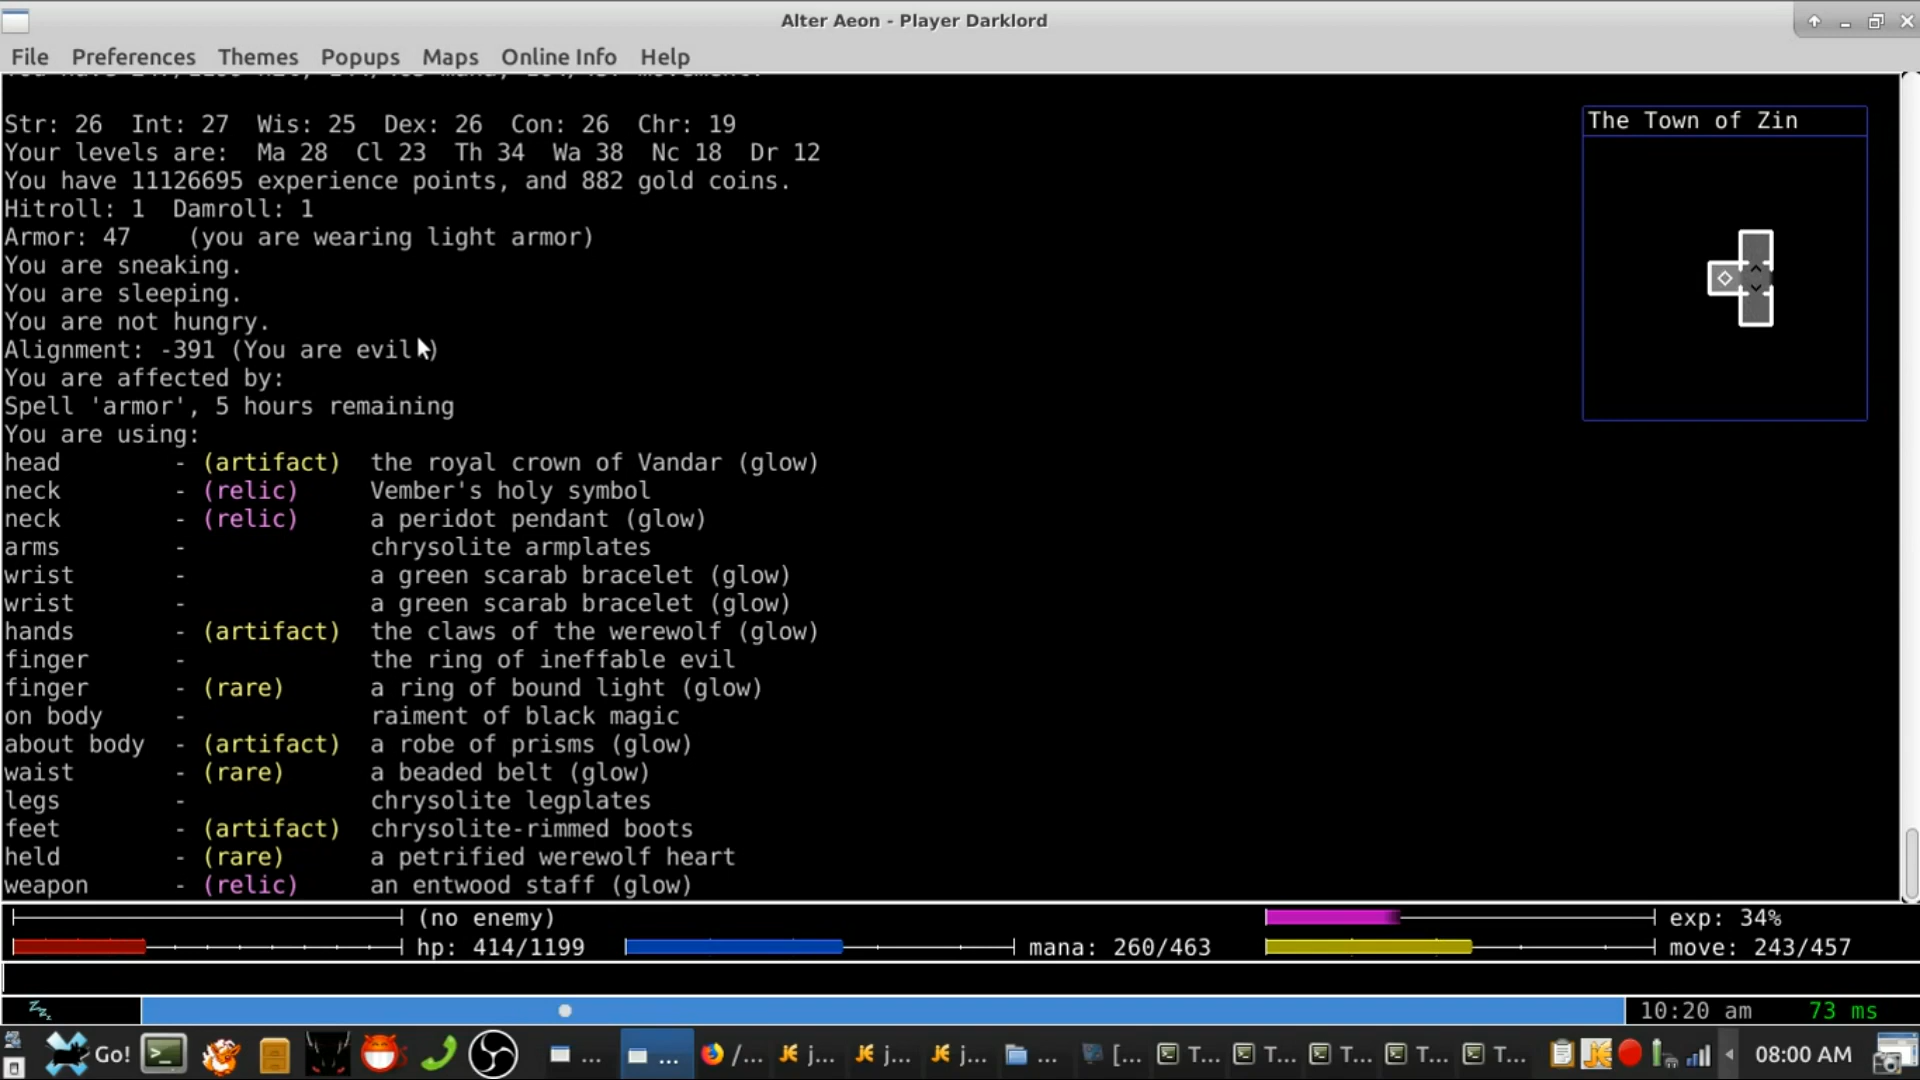 Alter Aeon - Player Darklord
File Preferences Themes Popups Maps Online Info Help
Str: 26 Int: 27 Wis: 25 Dex: 26 Con: 26 Chr: 19
Your levels are: Ma 28 Cl 23 Th 34 Wa 38 Nc 18 Dr 12
You have 11126695 experience points, and 882 gold coins.
Hitroll: 1 Damroll: 1
Armor: 47 (you are wearing light armor)
You are sneaking.
You are sleeping.
You are not hungry.
Alignment: -391 (You are evil )
You are affected by:
Spell 'armor', 5 hours remaining
You are using:
head - (artifact) the royal crown of Vandar (glow)
neck - (relic) Vember's holy symbol
neck - (relic) a peridot pendant (glow)
arms - chrysolite armplates
wrist - a green scarab bracelet (glow)
wrist - a green scarab bracelet (glow)
hands - (artifact) the claws of the werewolf (glow)
finger - the ring of ineffable evil
finger - (rare) a ring of bound light (glow)
on body - raiment of black magic
about body - (artifact) a robe of prisms (glow)
waist - (rare) a beaded belt (glow)
legs - chrysolite legplates
feet - (artifact) chrysolite-rimmed boots
held - (rare) a petrified werewolf heart
weapon - (relic) an entwood staff (glow)
The Town of Zin
(no enemy) exp: 34%
hp: 414/1199 mana: 260/463 move: 243/457
zzz 10:20 am 73 ms
Go! ... ... /... j... j... j... ... [... T... T... T... T... T... 08:00 AM